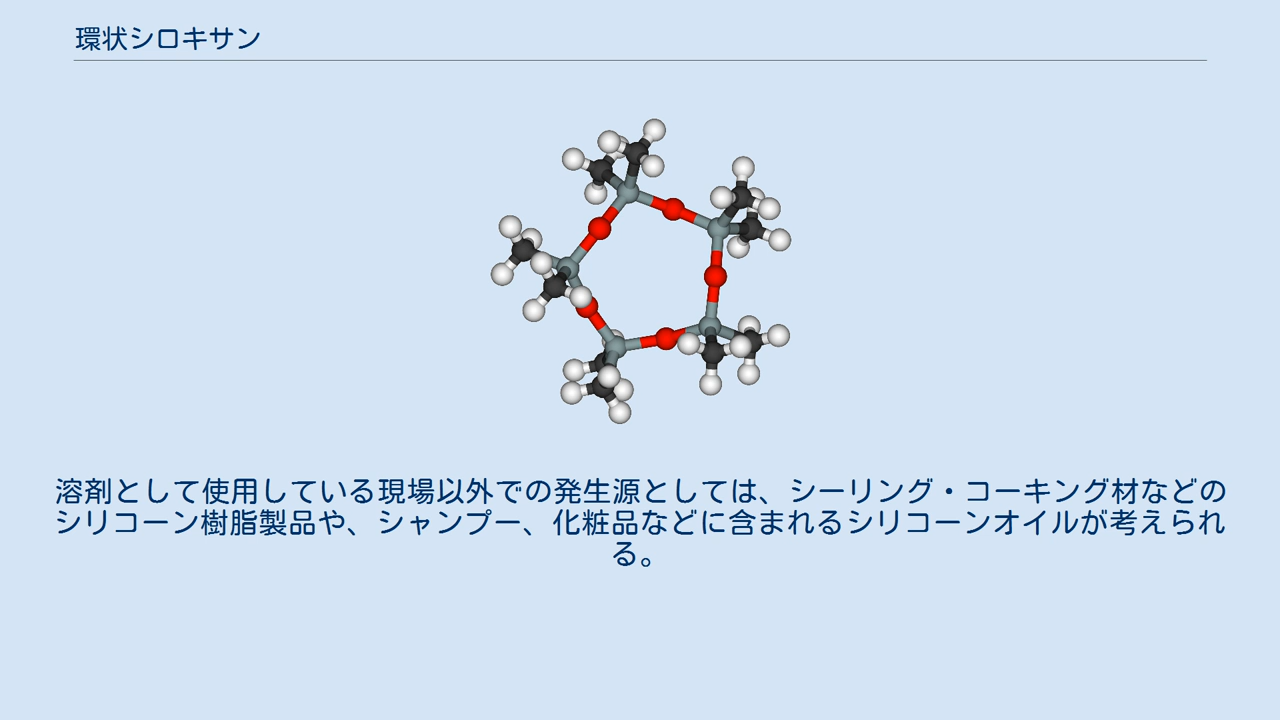 環状シロキサン
溶剤として使用している現場以外での発生源としては、シーリング・コーキング材などの
シリコーン樹脂製品や、シャンプー、化粧品などに含まれるシリコーンオイルが考えられ
る。